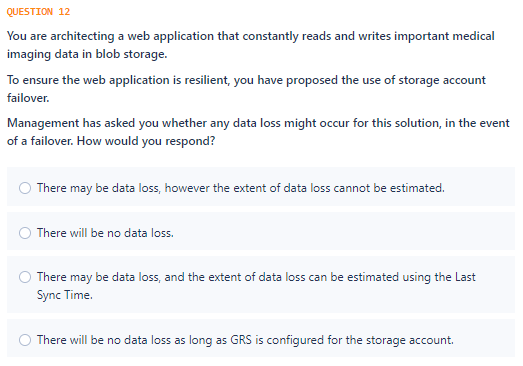 QUESTION 12
You are architecting a web application that constantly reads and writes important medical
imaging data in blob storage.
To ensure the web application is resilient, you have proposed the use of storage account
failover.
Management has asked you whether any data loss might occur for this solution, in the event
of a failover. How would you respond?
There may be data loss, however the extent of data loss cannot be estimated.
There will be no data loss.
There may be data loss, and the extent of data loss can be estimated using the Last
Sync Time.
There will be no data loss as long as GRS is configured for the storage account.